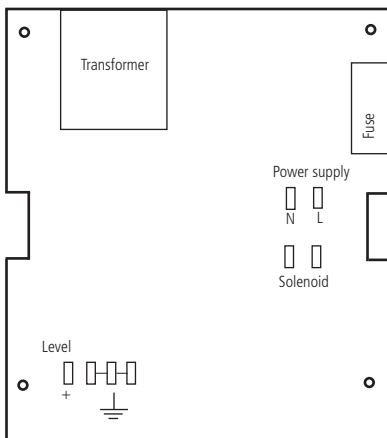 Transformer
Fuse
Power supply
N L
Solenoid
Level
+